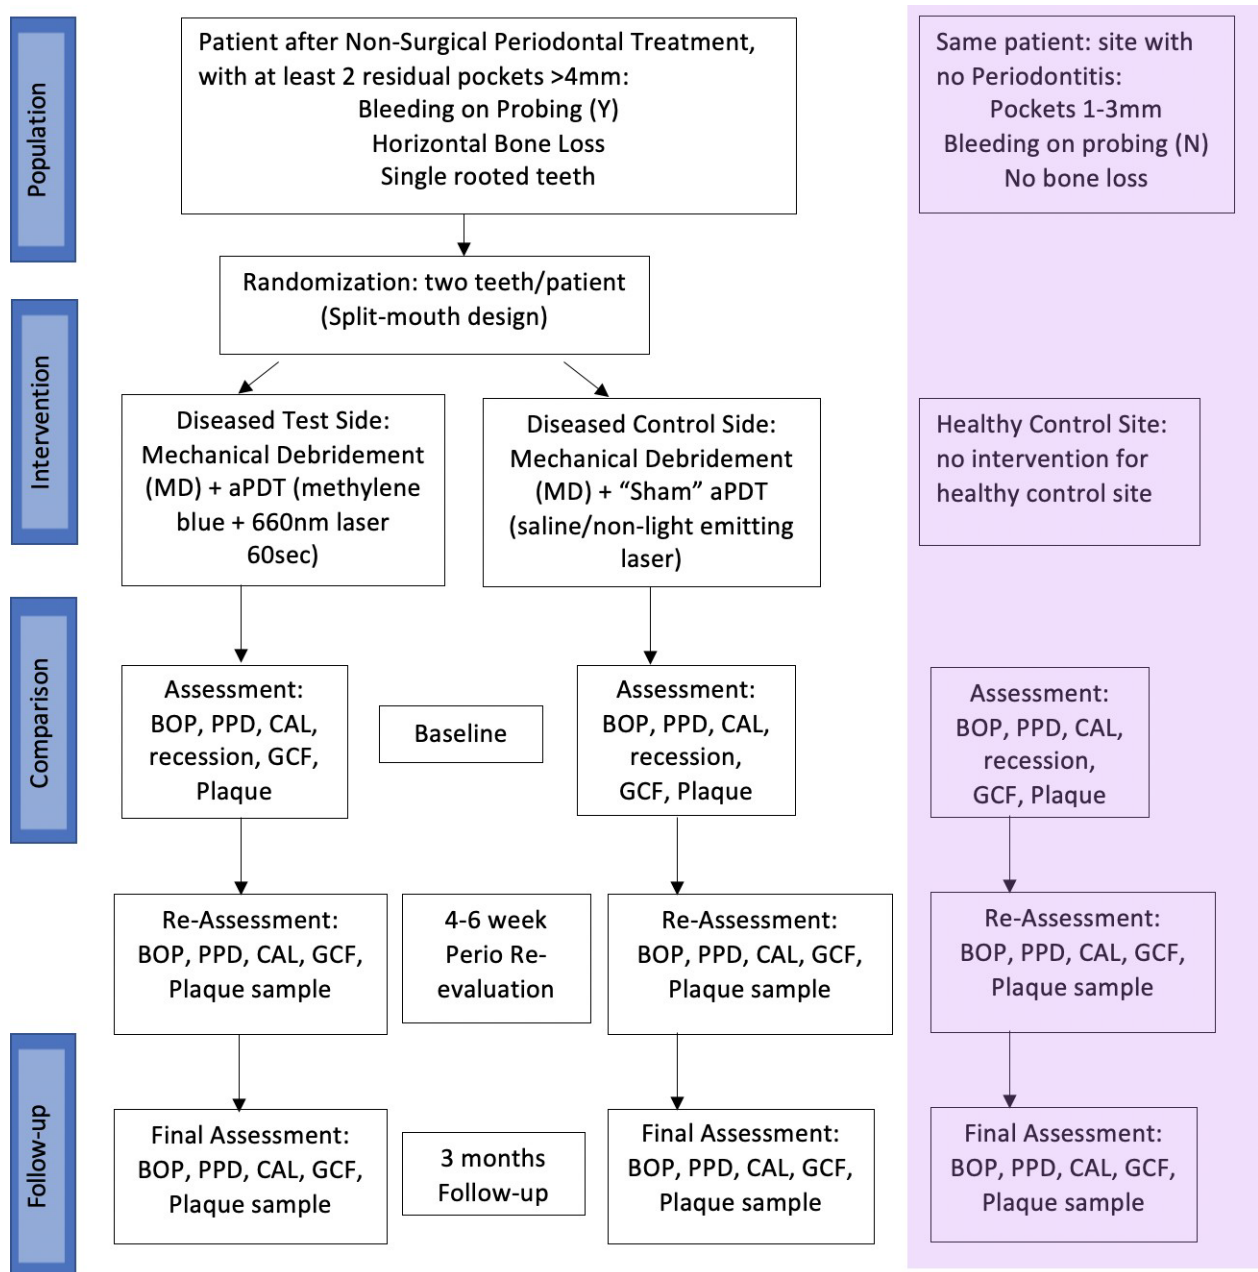 Population
Patient after Non-Surgical Periodontal Treatment,
with at least 2 residual pockets >4mm:
Bleeding on Probing (Y)
Horizontal Bone Loss
Single rooted teeth
Same patient: site with
no Periodontitis:
Pockets 1-3mm
Bleeding on probing (N)
No bone loss
Randomization: two teeth/patient
(Split-mouth design)
Intervention
Diseased Test Side:
Mechanical Debridement
(MD) + aPDT (methylene
blue + 660nm laser
60sec)
Diseased Control Side:
Mechanical Debridement
(MD) + “Sham” aPDT
(saline/non-light emitting
laser)
Healthy Control Site:
no intervention for
healthy control site
Comparison
Assessment:
BOP, PPD, CAL,
recession, GCF,
Plaque
Baseline
Assessment:
BOP, PPD, CAL,
recession,
GCF, Plaque
Assessment:
BOP, PPD, CAL,
recession,
GCF, Plaque
Re-Assessment:
BOP, PPD, CAL, GCF,
Plaque sample
4-6 week
Perio Re-
evaluation
Re-Assessment:
BOP, PPD, CAL, GCF,
Plaque sample
Re-Assessment:
BOP, PPD, CAL, GCF,
Plaque sample
Follow-up
Final Assessment:
BOP, PPD, CAL, GCF,
Plaque sample
3 months
Follow-up
Final Assessment:
BOP, PPD, CAL, GCF,
Plaque sample
Final Assessment:
BOP, PPD, CAL, GCF,
Plaque sample